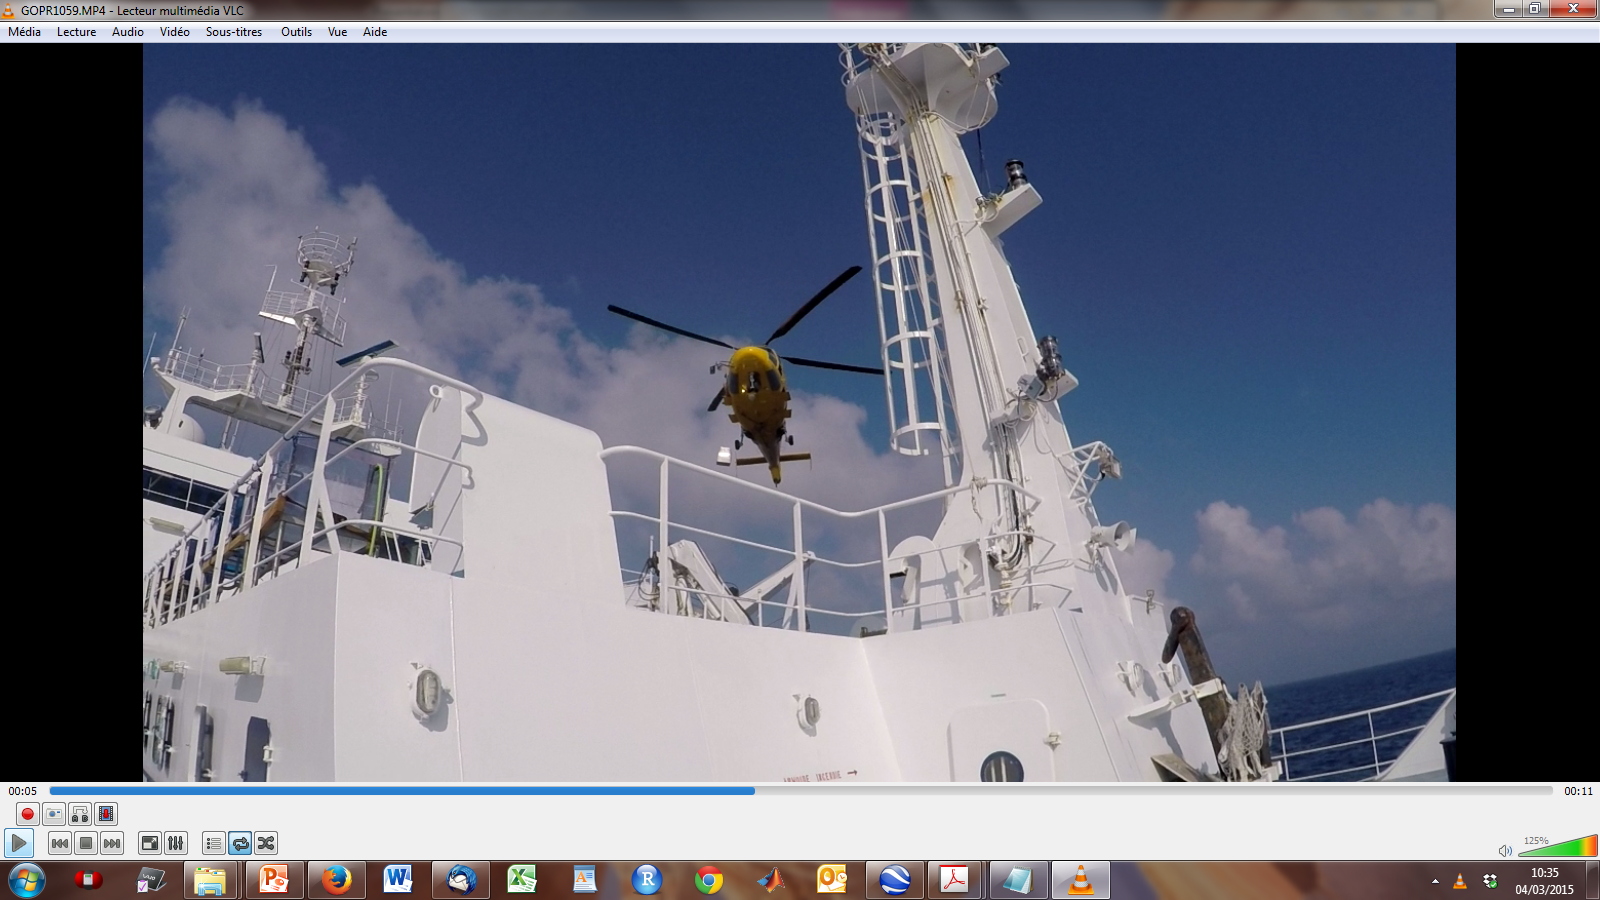 GOPR1059.MP4 - Lecteur multimédia VLC
Média Lecture Audio Vidéo Sous-titres Outils Vue Aide
INCENDIE
00:05 00:11
125%
10:35
04/03/2015